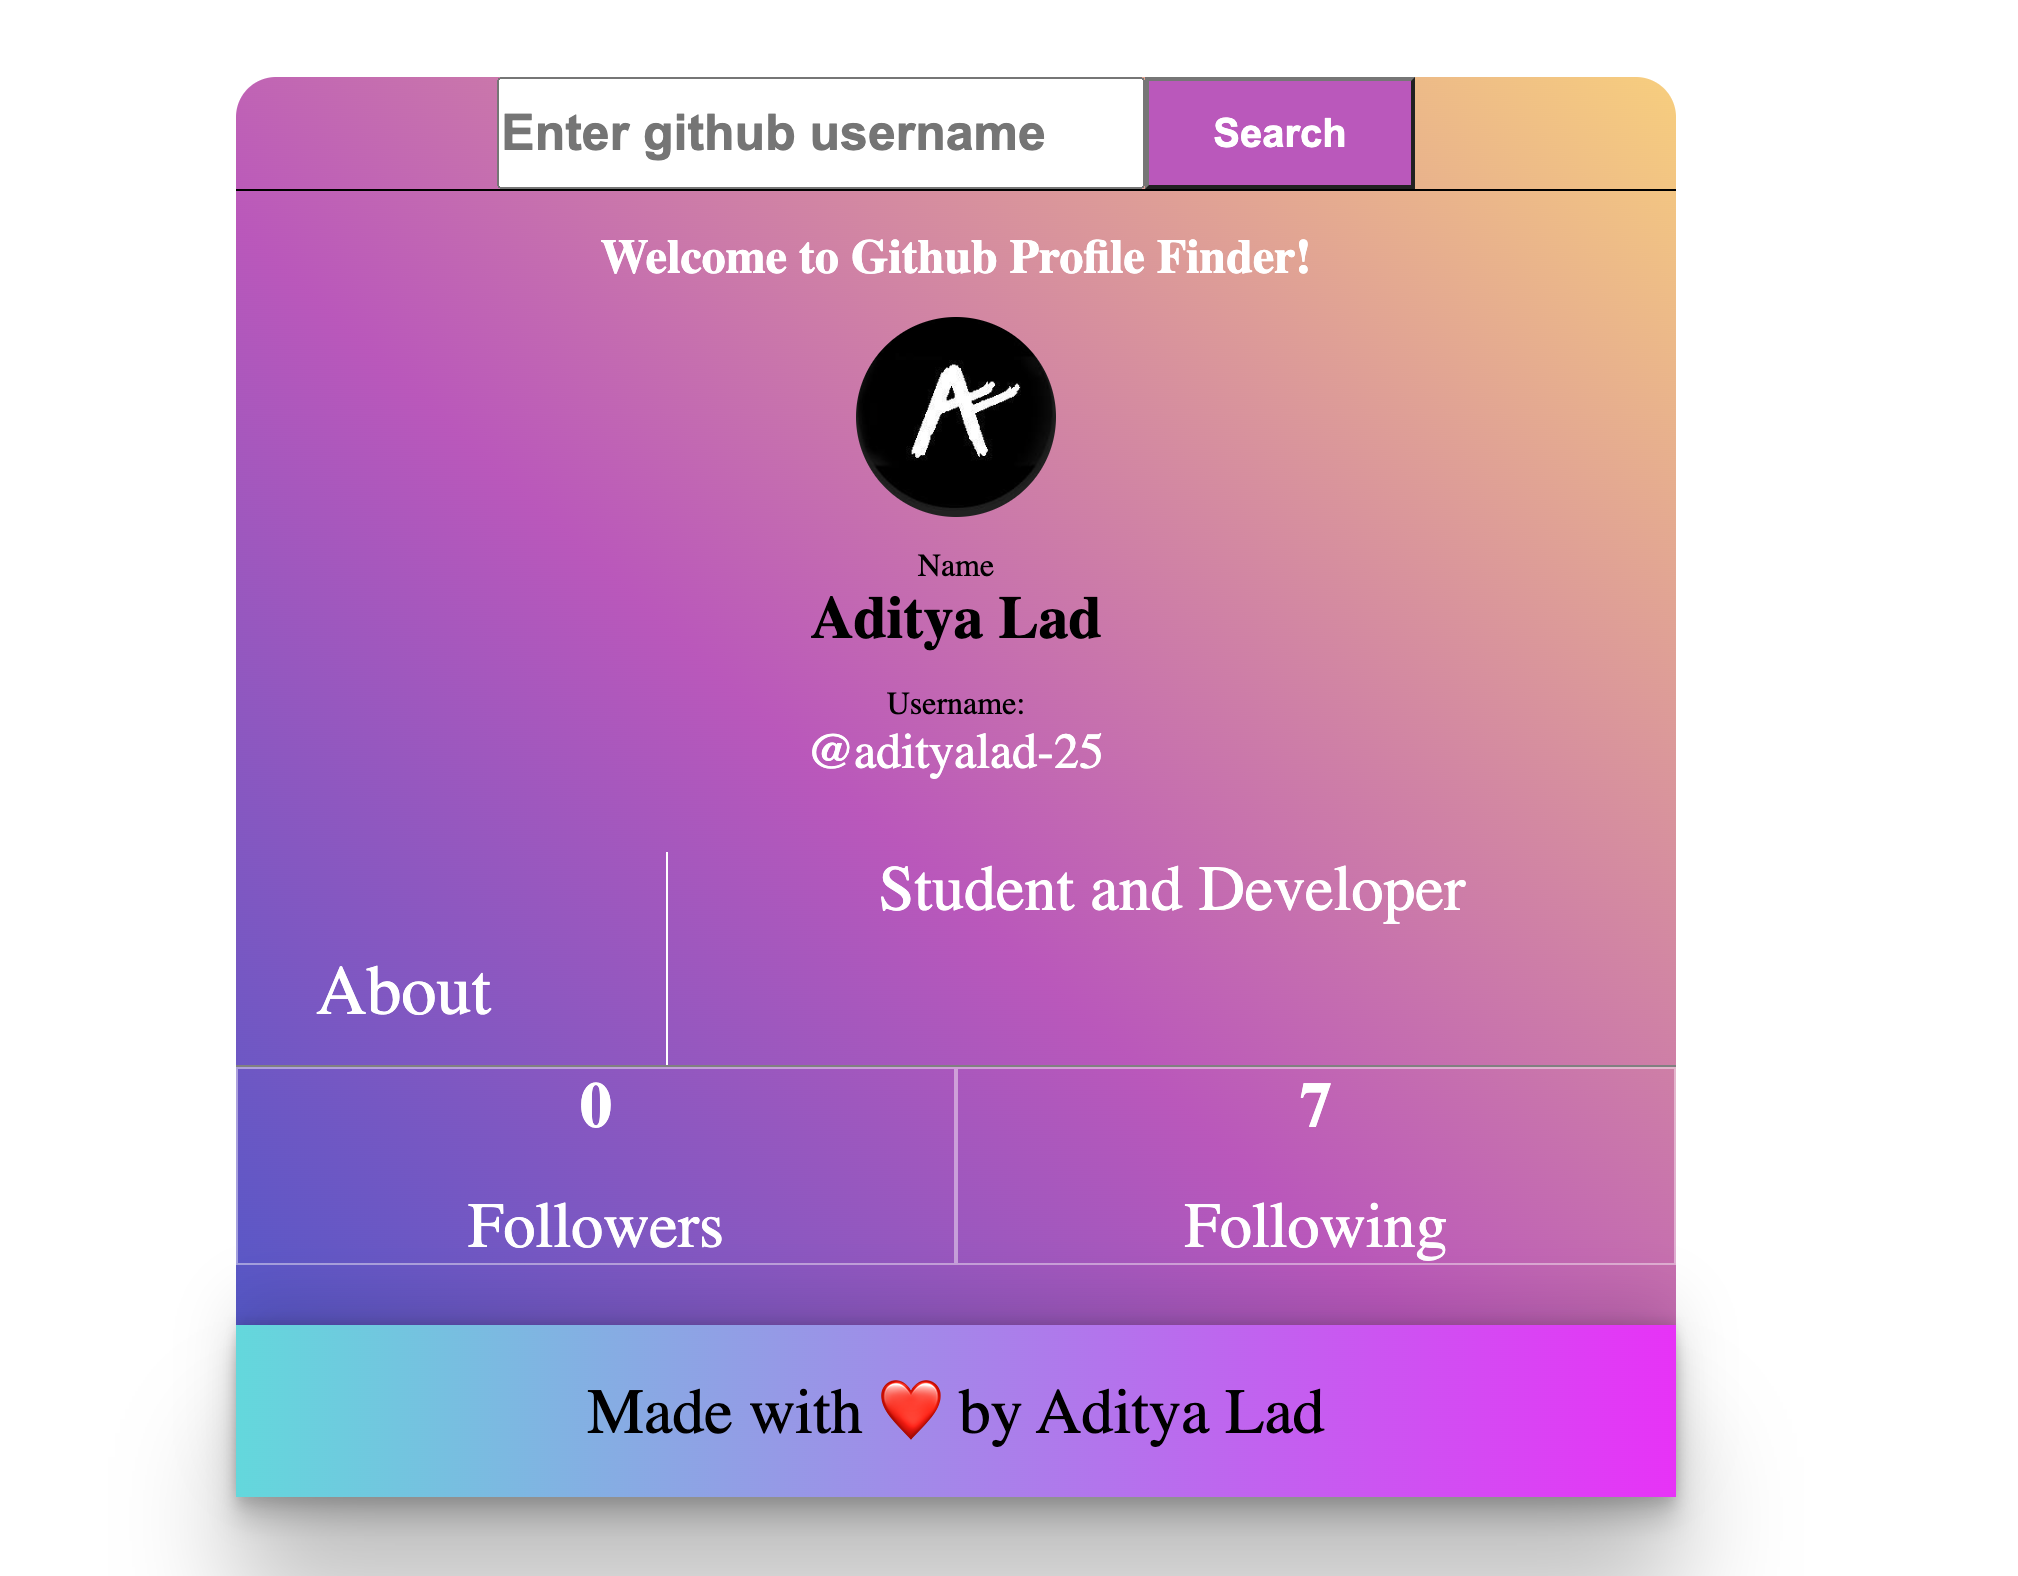 Enter github username
Search
Welcome to Github Profile Finder!
A
Name
Aditya Lad
Username:
@adityalad-25
Student and Developer
About
0
7
Followers
Following
Made with ❤️ by Aditya Lad